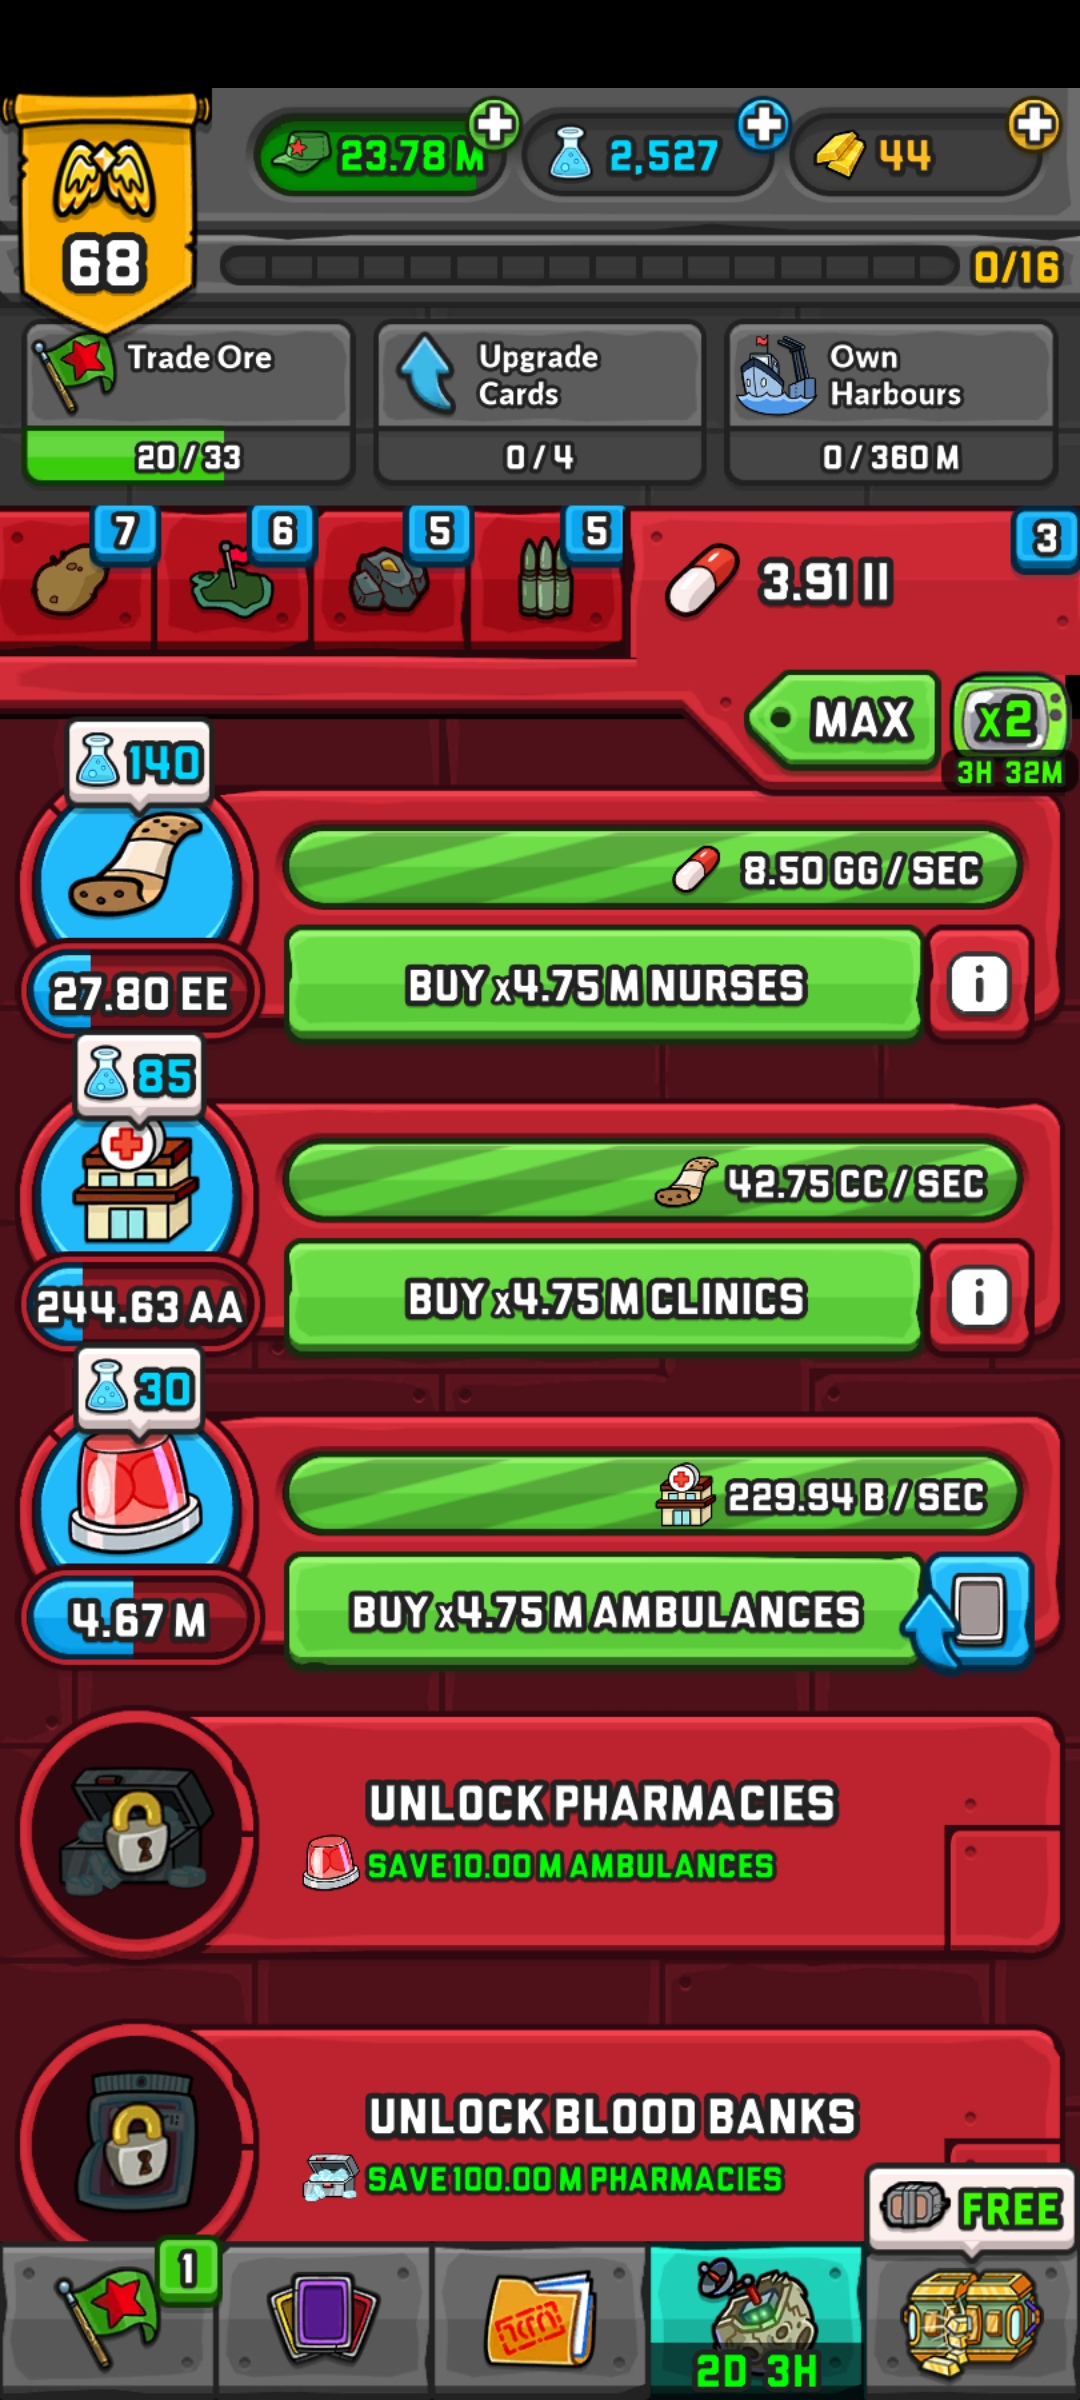 23.78 M
2,527
44
68
0/16
Trade Ore
20/33
Upgrade
Cards
0/4
Own
Harbours
0/360 M
7
6
5
5
3.91 II
3
MAX
x2
3H 32M
140
8.50 GG/SEC
27.80 EE
BUY x4.75 M NURSES
i
85
42.75 CC/SEC
244.63 AA
BUY x4.75 M CLINICS
i
30
229.94 B/SEC
4.67 M
BUY x4.75 M AMBULANCES
UNLOCK PHARMACIES
SAVE 10.00 M AMBULANCES
UNLOCK BLOOD BANKS
SAVE 100.00 M PHARMACIES
FREE
1
2D 3H